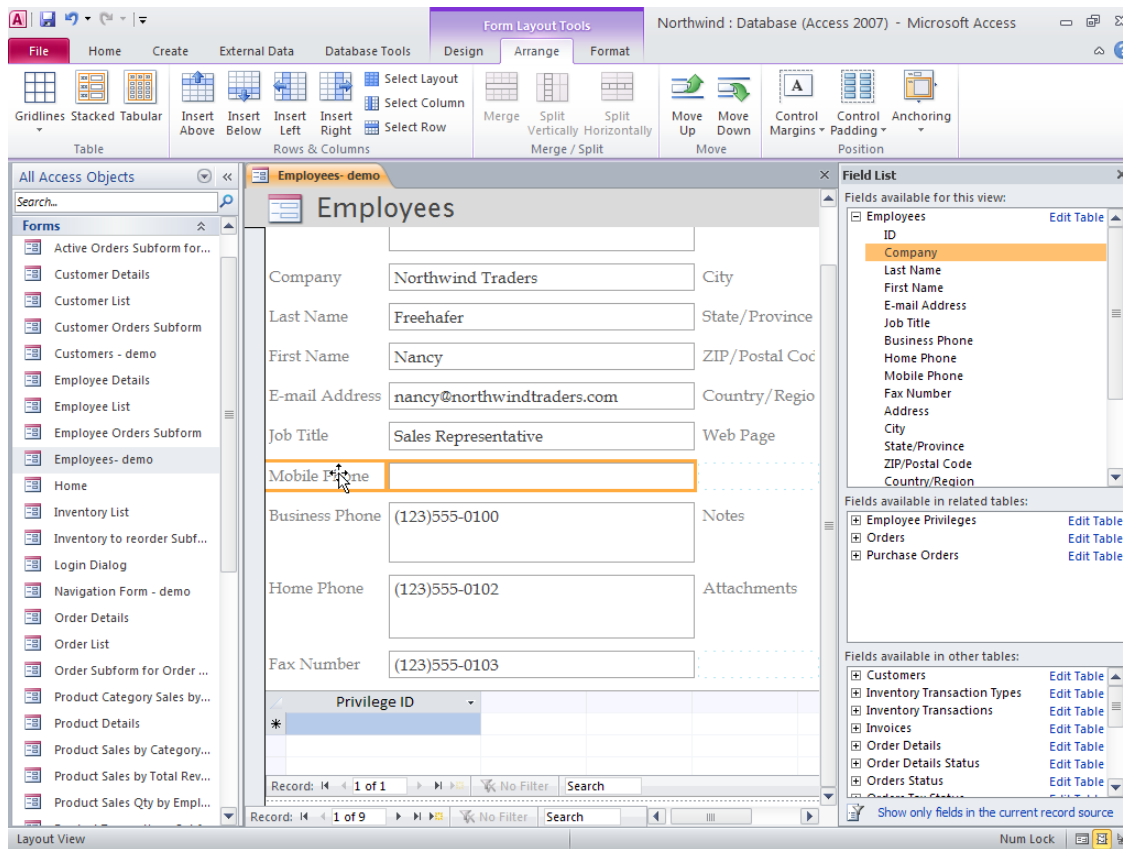 A
Form Layout Tools
Northwind : Database (Access 2007) - Microsoft Access
File Home Create External Data Database Tools Design Arrange Format
Gridlines Stacked Tabular
Insert Above
Insert Below
Insert Left
Insert Right
Select Layout
Select Column
Select Row
Merge
Split Vertically
Split Horizontally
Move Up
Move Down
Control Margins
Control Padding
Anchoring
Table
Rows & Columns
Merge / Split
Move
Position
All Access Objects
Search...
Forms
Active Orders Subform for...
Customer Details
Customer List
Customer Orders Subform
Customers - demo
Employee Details
Employee List
Employee Orders Subform
Employees- demo
Home
Inventory List
Inventory to reorder Subf...
Login Dialog
Navigation Form - demo
Order Details
Order List
Order Subform for Order ...
Product Category Sales by...
Product Details
Product Sales by Category...
Product Sales by Total Rev...
Product Sales Qty by Empl...
Employees- demo
Employees
Company Northwind Traders City
Last Name Freehafer State/Province
First Name Nancy ZIP/Postal Cod
E-mail Address nancy@northwindtraders.com Country/Regio
Job Title Sales Representative Web Page
Mobile Phone
Business Phone (123)555-0100 Notes
Home Phone (123)555-0102 Attachments
Fax Number (123)555-0103
Privilege ID
Record: 1 of 1 No Filter Search
Record: 1 of 9 No Filter Search
Field List
Fields available for this view:
Employees Edit Table
ID
Company
Last Name
First Name
E-mail Address
Job Title
Business Phone
Home Phone
Mobile Phone
Fax Number
Address
City
State/Province
ZIP/Postal Code
Country/Region
Fields available in related tables:
Employee Privileges Edit Table
Orders Edit Table
Purchase Orders Edit Table
Fields available in other tables:
Customers Edit Table
Inventory Transaction Types Edit Table
Inventory Transactions Edit Table
Invoices Edit Table
Order Details Edit Table
Order Details Status Edit Table
Orders Status Edit Table
Show only fields in the current record source
Layout View
Num Lock